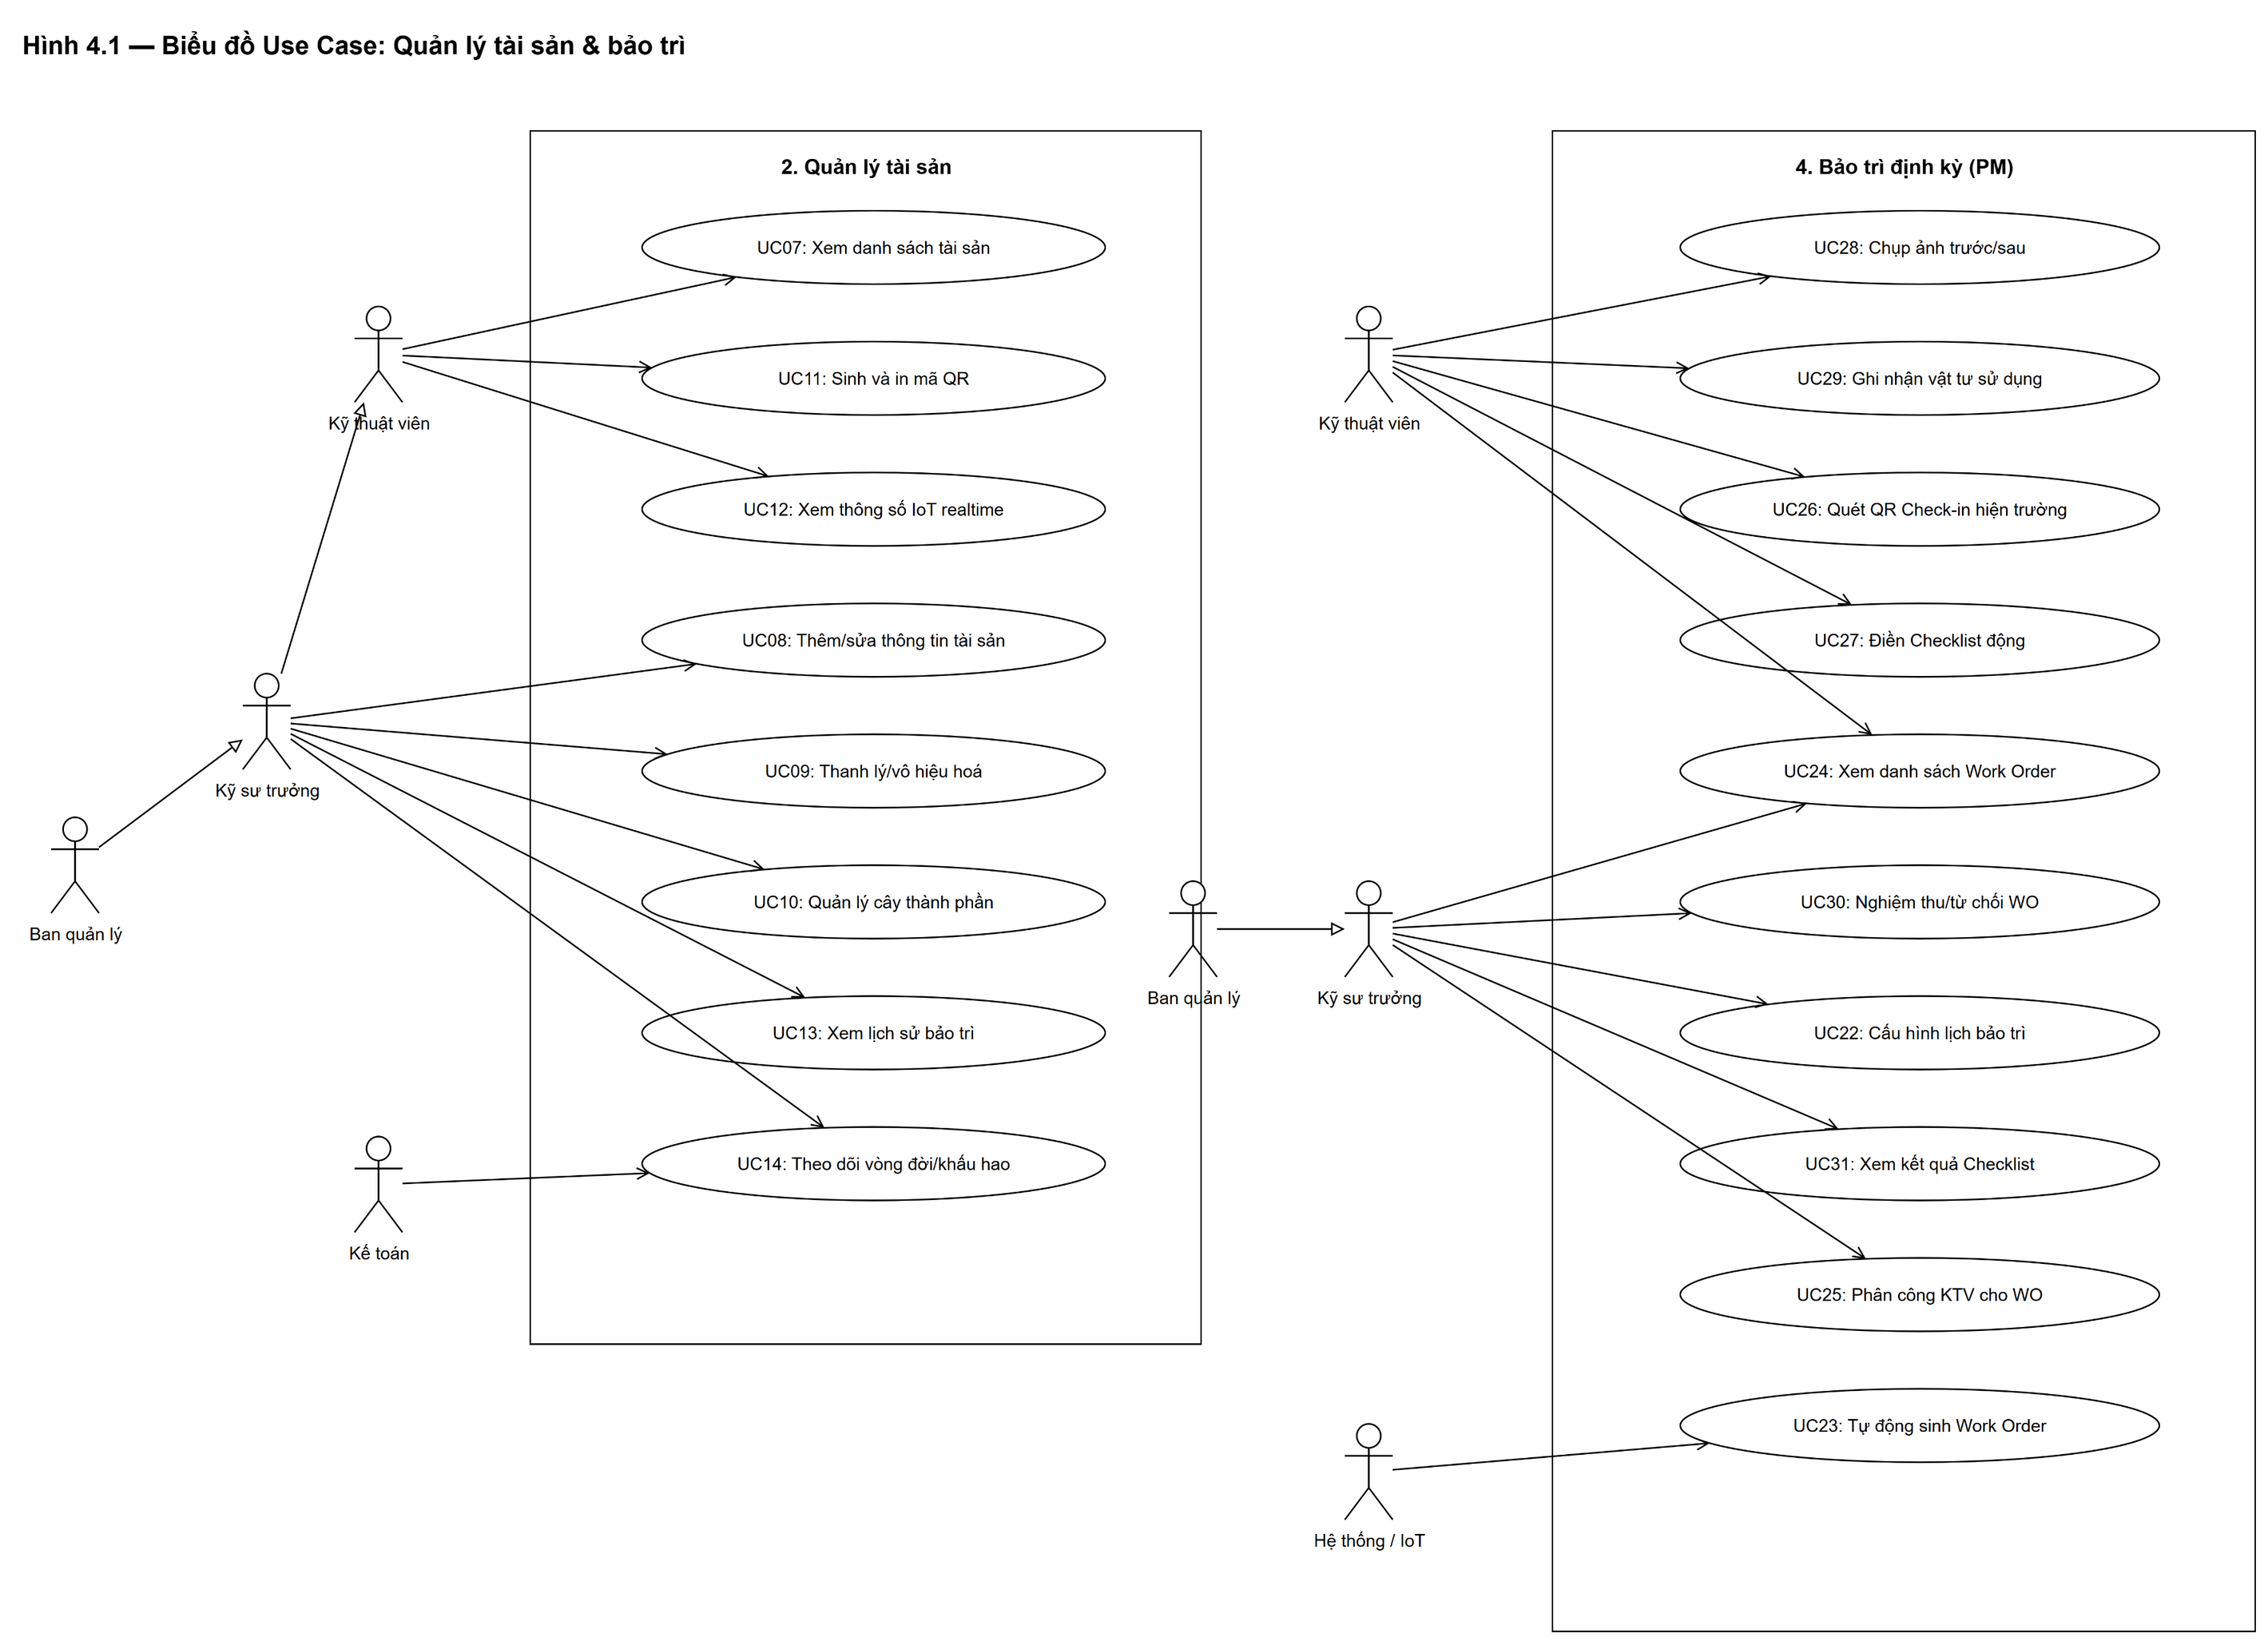 Hình 4.1 — Biểu đồ Use Case: Quản lý tài sản & bảo trì
2. Quản lý tài sản
UC07: Xem danh sách tài sản
UC11: Sinh và in mã QR
Kỹ thuật viên
UC12: Xem thông số IoT realtime
UC08: Thêm/sửa thông tin tài sản
UC09: Thanh lý/vô hiệu hoá
Kỹ sư trưởng
UC10: Quản lý cây thành phần
Ban quản lý
UC13: Xem lịch sử bảo trì
UC14: Theo dõi vòng đời/khấu hao
Kế toán
4. Bảo trì định kỳ (PM)
UC28: Chụp ảnh trước/sau
UC29: Ghi nhận vật tư sử dụng
Kỹ thuật viên
UC26: Quét QR Check-in hiện trường
UC27: Điền Checklist động
UC24: Xem danh sách Work Order
UC30: Nghiệm thu/từ chối WO
Ban quản lý
Kỹ sư trưởng
UC22: Cấu hình lịch bảo trì
UC31: Xem kết quả Checklist
UC25: Phân công KTV cho WO
UC23: Tự động sinh Work Order
Hệ thống / IoT